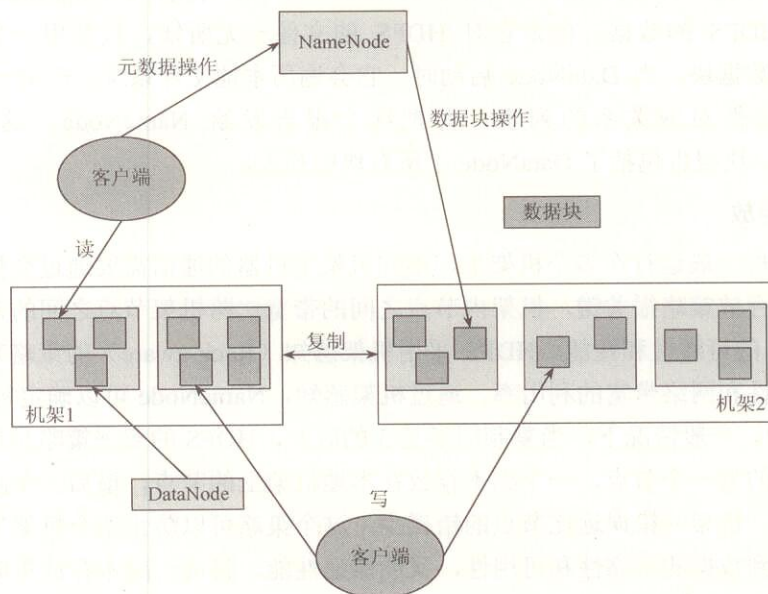 NameNode
元数据操作
数据块操作
客户端
数据块
读
复制
机架1
机架2
DataNode
写
客户端